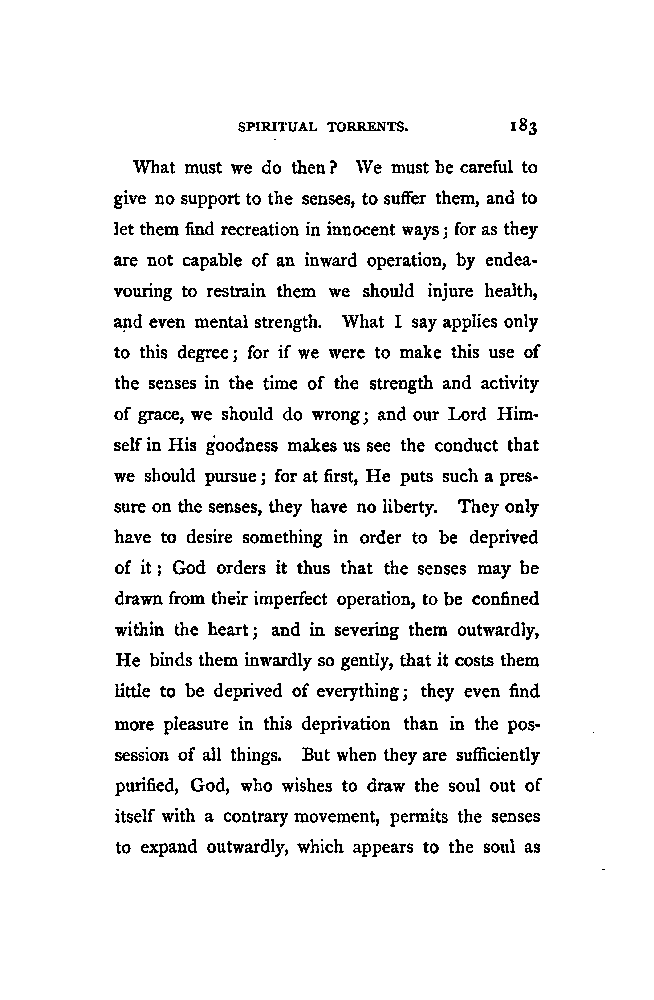 SPIRITUAL TORRENTS. 183
What must we do then? We must be careful to
give no support to the senses, to suffer them, and to
let them find recreation in innocent ways; for as they
are not capable of an inward operation, by endea-
vouring to restrain them we should injure health,
and even mental strength. What I say applies only
to this degree; for if we were to make this use of
the senses in the time of the strength and activity
of grace, we should do wrong; and our Lord Him-
self in His goodness makes us see the conduct that
we should pursue; for at first, He puts such a pres-
sure on the senses, they have no liberty. They only
have to desire something in order to be deprived
of it; God orders it thus that the senses may be
drawn from their imperfect operation, to be confined
within the heart; and in severing them outwardly,
He binds them inwardly so gently, that it costs them
little to be deprived of everything; they even find
more pleasure in this deprivation than in the pos-
session of all things. But when they are sufficiently
purified, God, who wishes to draw the soul out of
itself with a contrary movement, permits the senses
to expand outwardly, which appears to the soul as